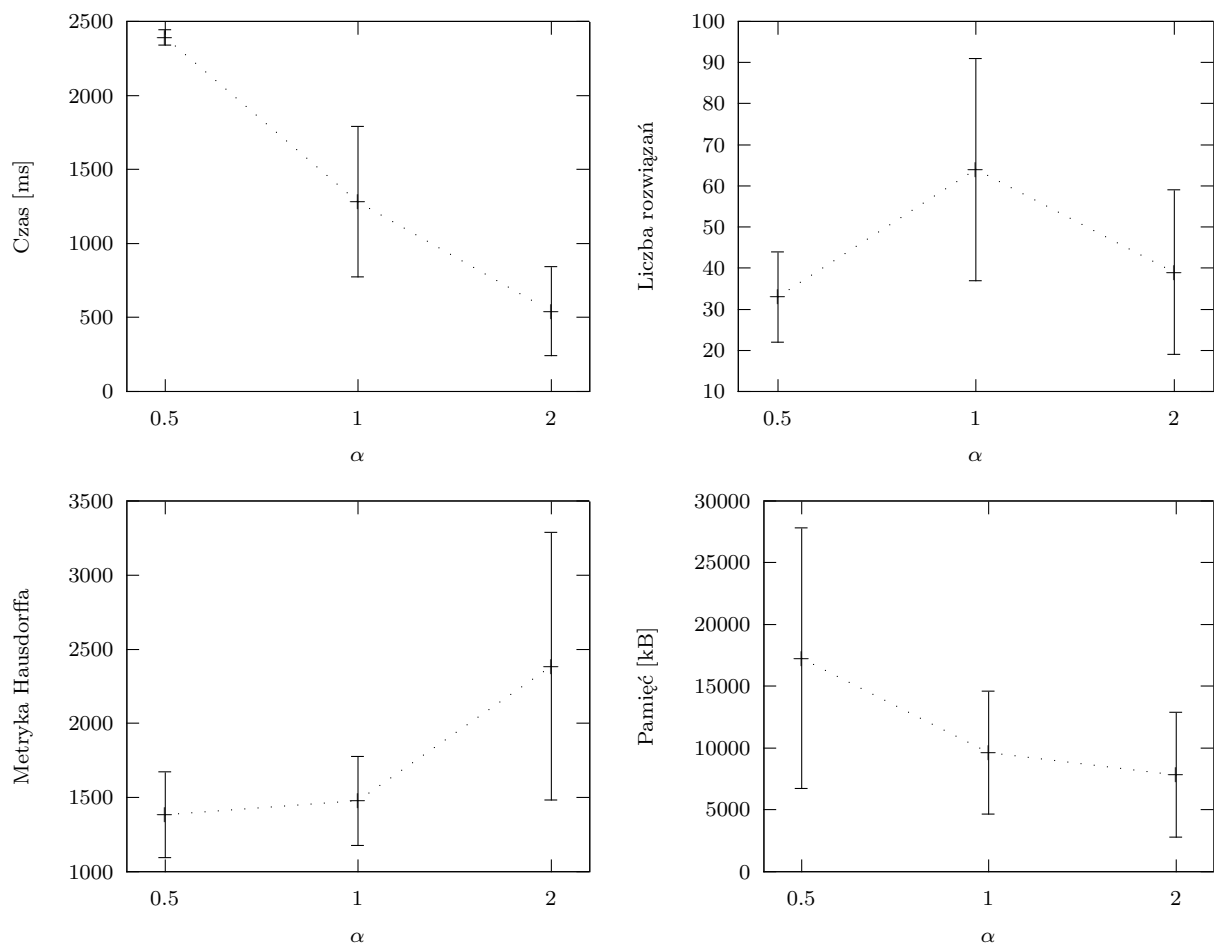 2500
2000
1500
1000
500
0
Czas [ms]
0.5 1 2
α
100
90
80
70
60
50
40
30
20
10
Liczba rozwiązań
0.5 1 2
α
3500
3000
2500
2000
1500
1000
Metryka Hausdorffa
0.5 1 2
α
30000
25000
20000
15000
10000
5000
0
Pamięć [kB]
0.5 1 2
α